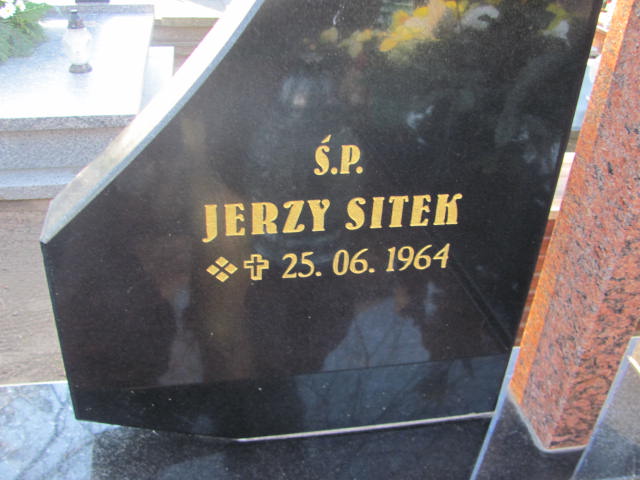 Ś.P.
JERZY SITEK
❖ ✝ 25. 06. 1964